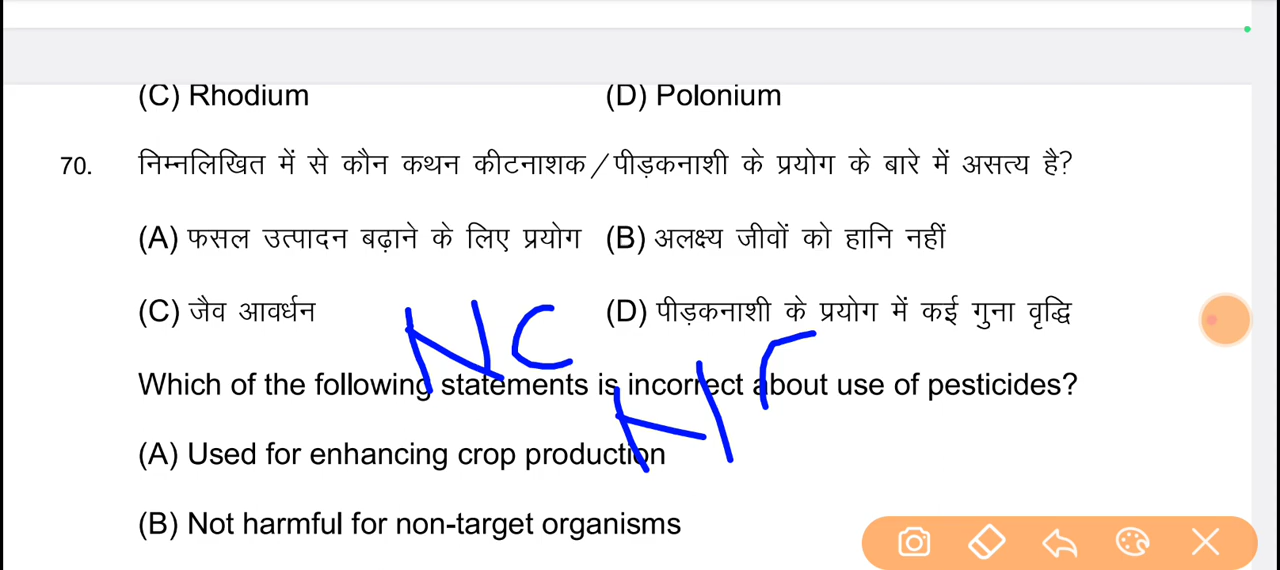 (C) Rhodium (D) Polonium
70. निम्नलिखित में से कौन कथन कीटनाशक / पीड़कनाशी के प्रयोग के बारे में असत्य है?
(A) फसल उत्पादन बढ़ाने के लिए प्रयोग (B) अलक्ष्य जीवों को हानि नहीं
(C) जैव आवर्धन (D) पीड़कनाशी के प्रयोग में कई गुना वृद्धि
NC
Which of the following statements is incorrect about use of pesticides?
(A) Used for enhancing crop production
(B) Not harmful for non-target organisms